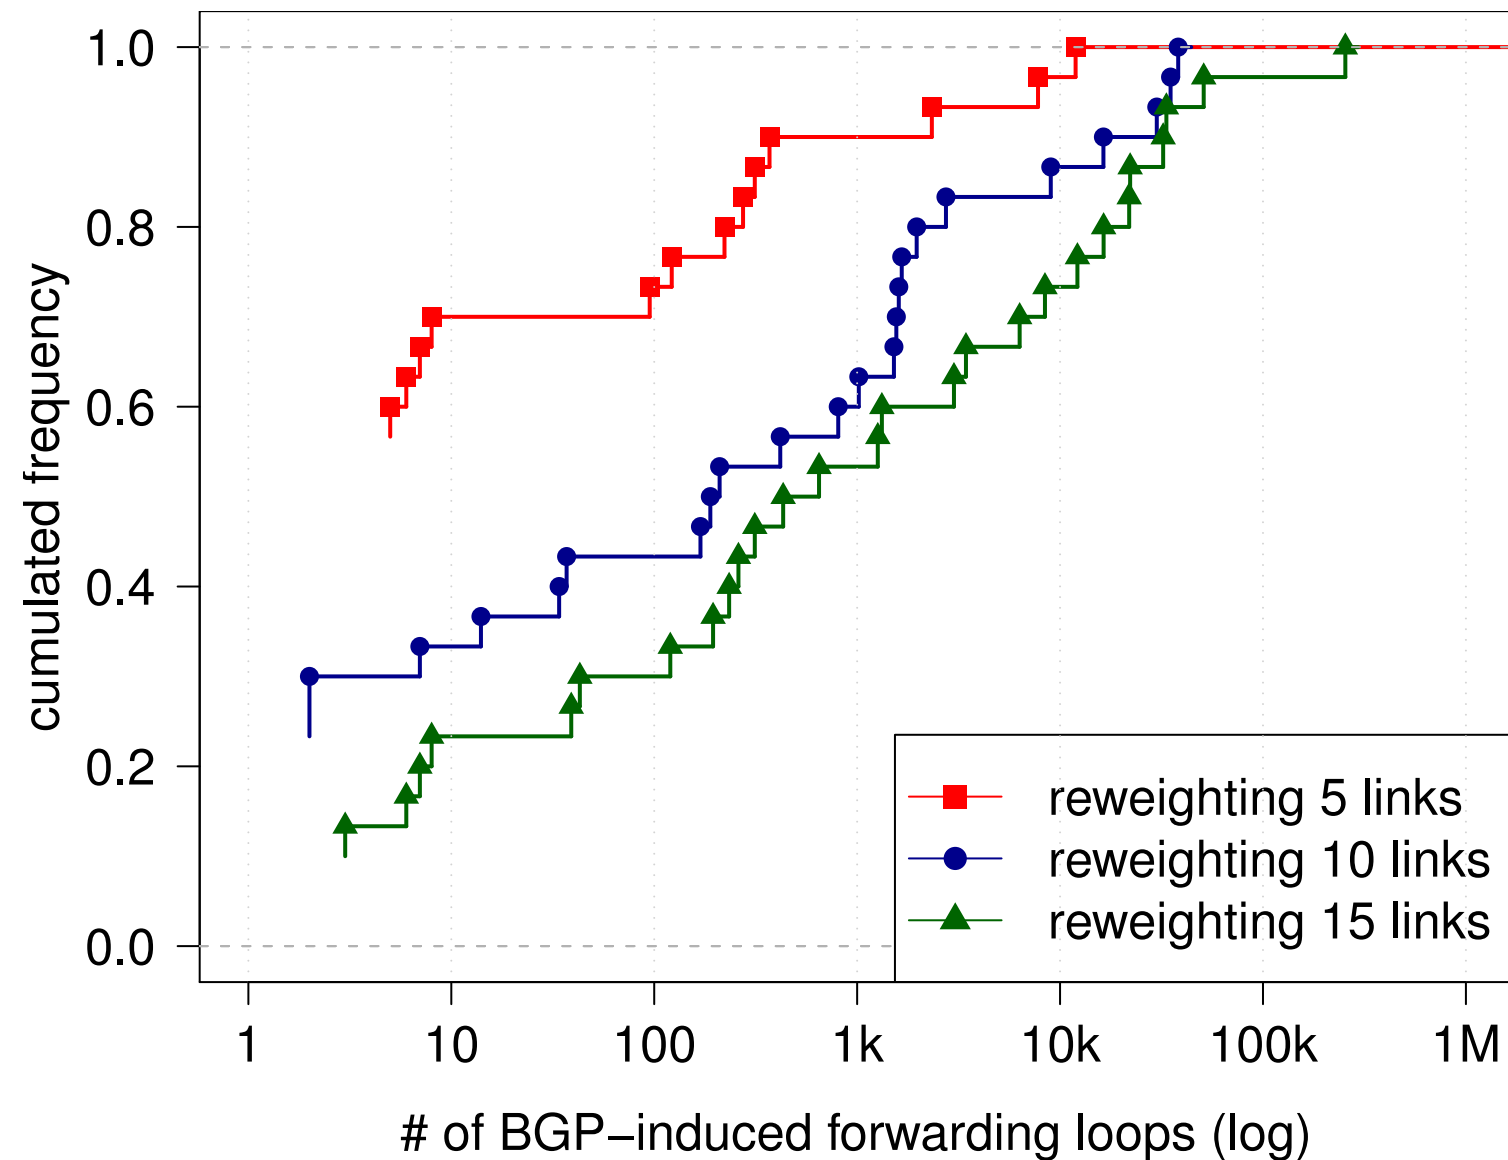 cumulated frequency
1.0
0.8
0.6
0.4
0.2
0.0
reweighting 5 links
reweighting 10 links
reweighting 15 links
1 10 100 1k 10k 100k 1M
# of BGP−induced forwarding loops (log)